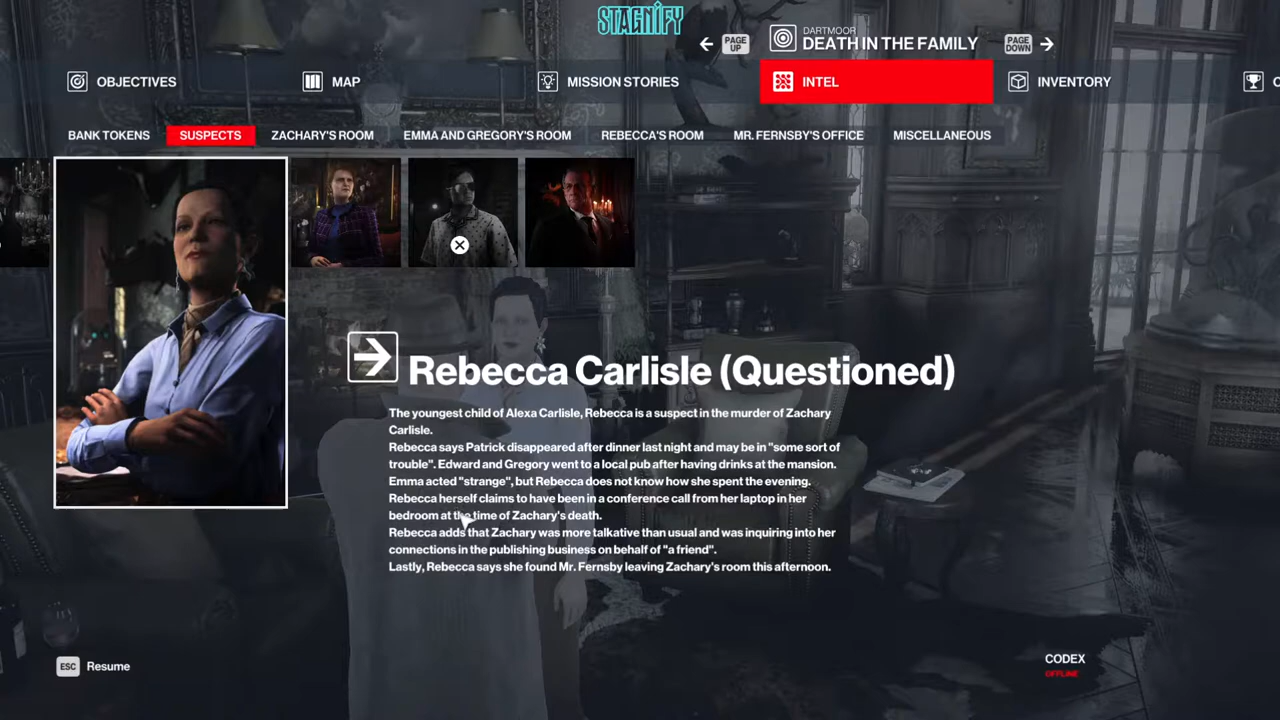 STAGNIFY
PAGE UP
DARTMOOR
DEATH IN THE FAMILY
PAGE DOWN
OBJECTIVES
MAP
MISSION STORIES
INTEL
INVENTORY
C
BANK TOKENS
SUSPECTS
ZACHARY'S ROOM
EMMA AND GREGORY'S ROOM
REBECCA'S ROOM
MR. FERNSBY'S OFFICE
MISCELLANEOUS
Rebecca Carlisle (Questioned)
The youngest child of Alexa Carlisle, Rebecca is a suspect in the murder of Zachary
Carlisle.
Rebecca says Patrick disappeared after dinner last night and may be in "some sort of
trouble". Edward and Gregory went to a local pub after having drinks at the mansion.
Emma acted "strange", but Rebecca does not know how she spent the evening.
Rebecca herself claims to have been in a conference call from her laptop in her
bedroom at the time of Zachary's death.
Rebecca adds that Zachary was more talkative than usual and was inquiring into her
connections in the publishing business on behalf of "a friend".
Lastly, Rebecca says she found Mr. Fernsby leaving Zachary's room this afternoon.
ESC Resume
CODEX
OFFLINE